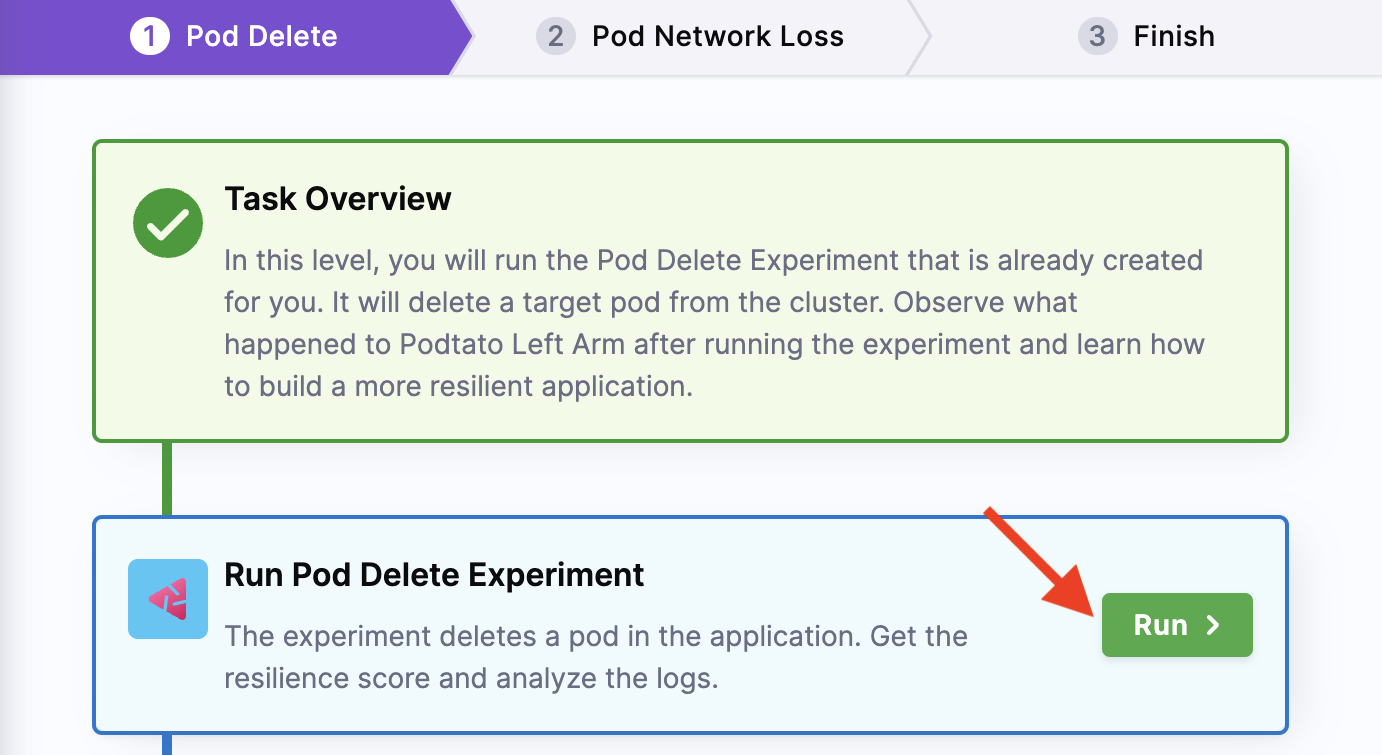 1 Pod Delete
2 Pod Network Loss
3 Finish
Task Overview
In this level, you will run the Pod Delete Experiment that is already created
for you. It will delete a target pod from the cluster. Observe what
happened to Podtato Left Arm after running the experiment and learn how
to build a more resilient application.
Run Pod Delete Experiment
The experiment deletes a pod in the application. Get the
resilience score and analyze the logs.
Run